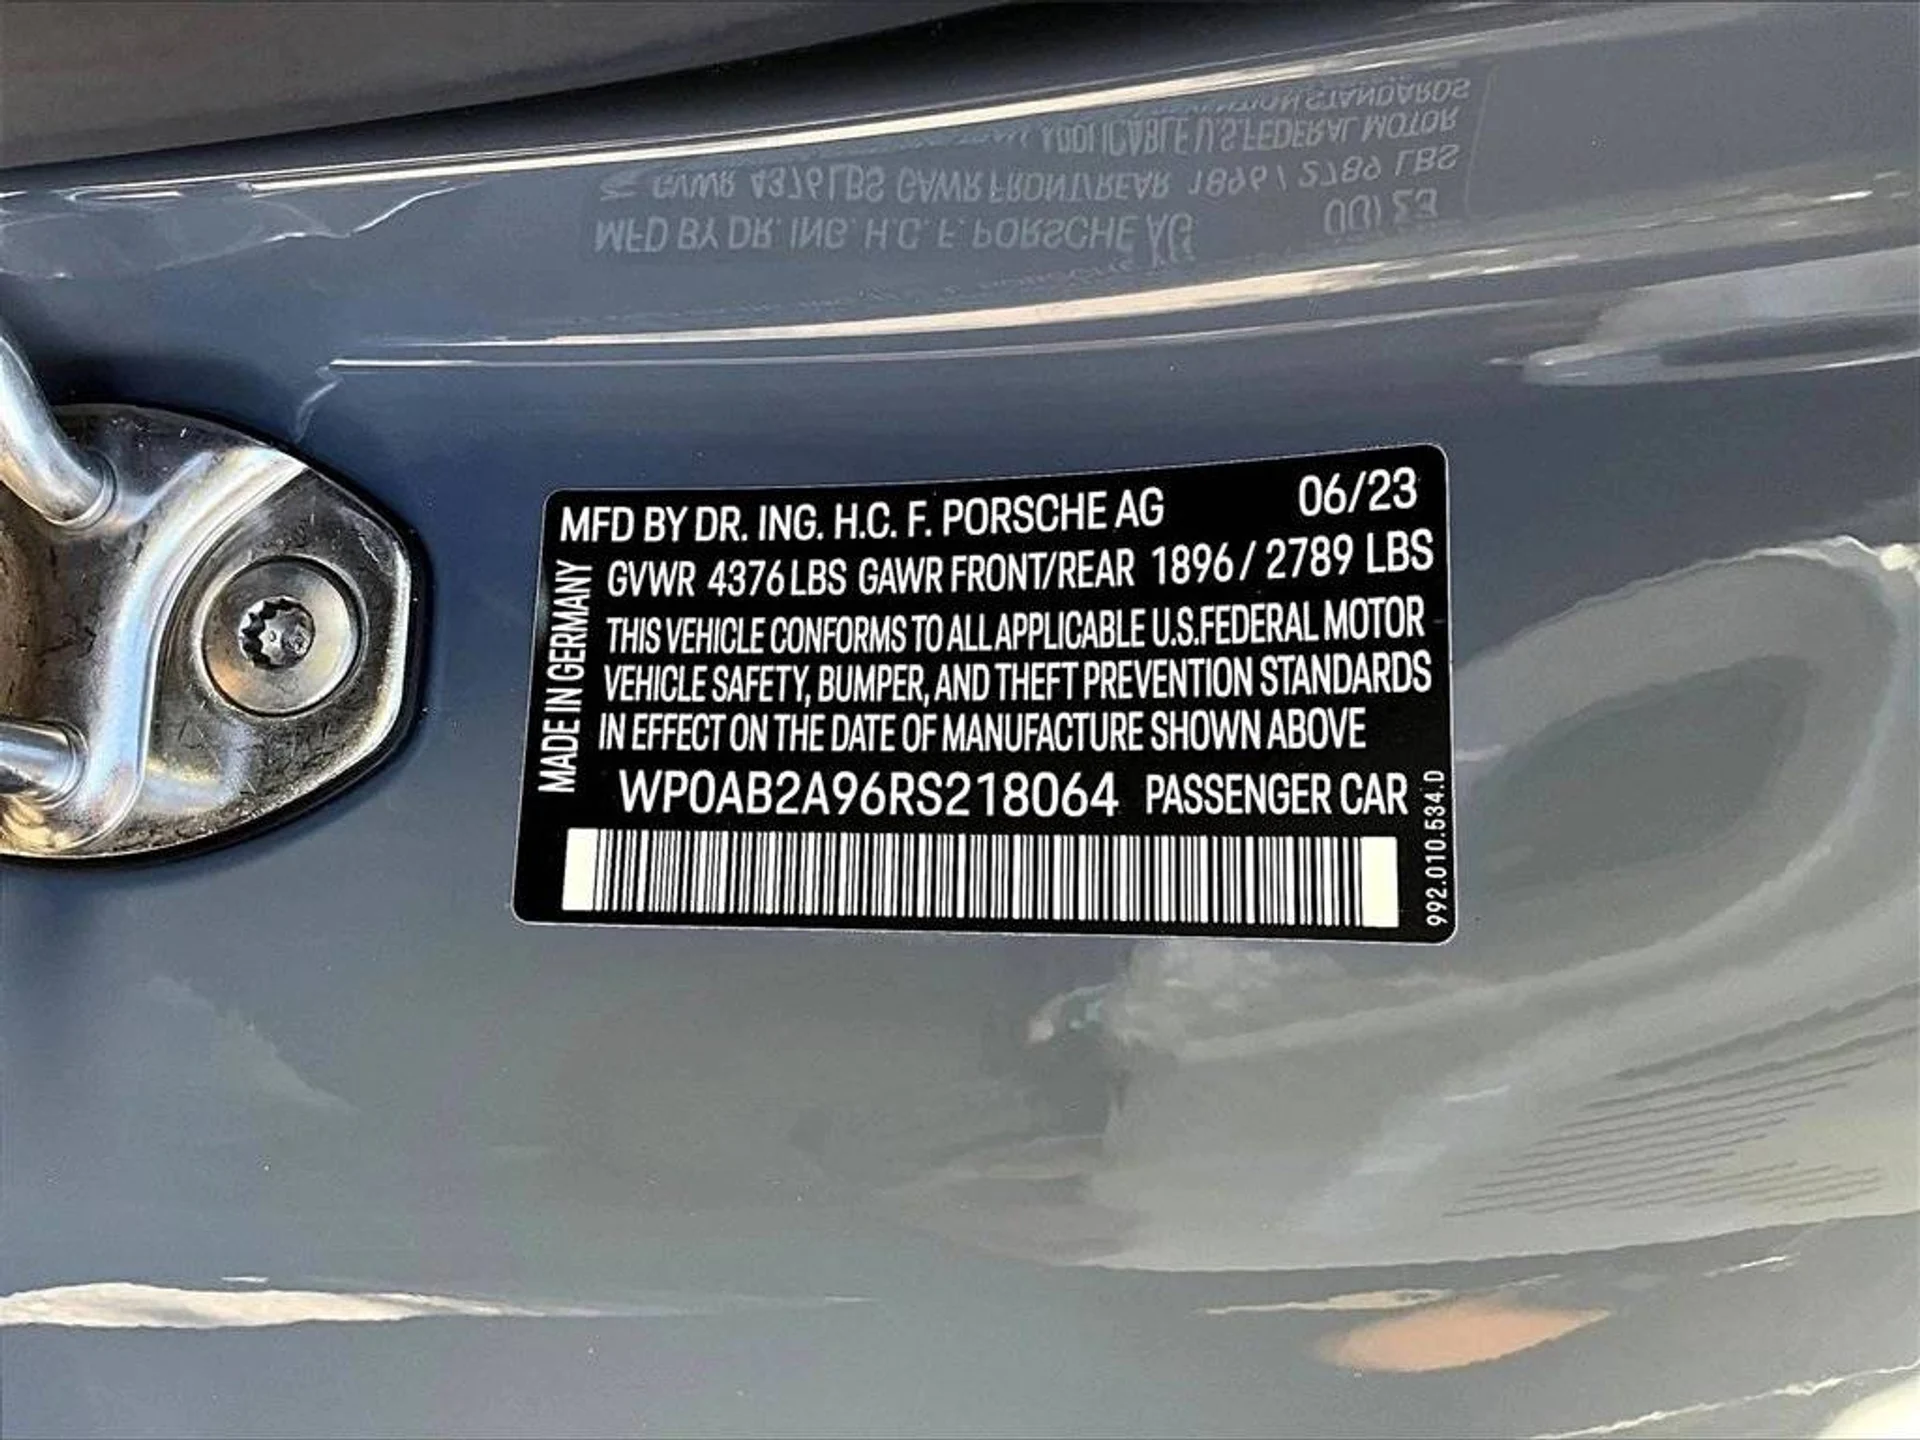 MFD BY DR. ING. H.C. F. PORSCHE AG 06/23
GVWR 4376 LBS GAWR FRONT/REAR 1896 / 2789 LBS
THIS VEHICLE CONFORMS TO ALL APPLICABLE U.S.FEDERAL MOTOR
VEHICLE SAFETY, BUMPER, AND THEFT PREVENTION STANDARDS
IN EFFECT ON THE DATE OF MANUFACTURE SHOWN ABOVE
WP0AB2A96RS218064 PASSENGER CAR
MADE IN GERMANY
992.010.534.D